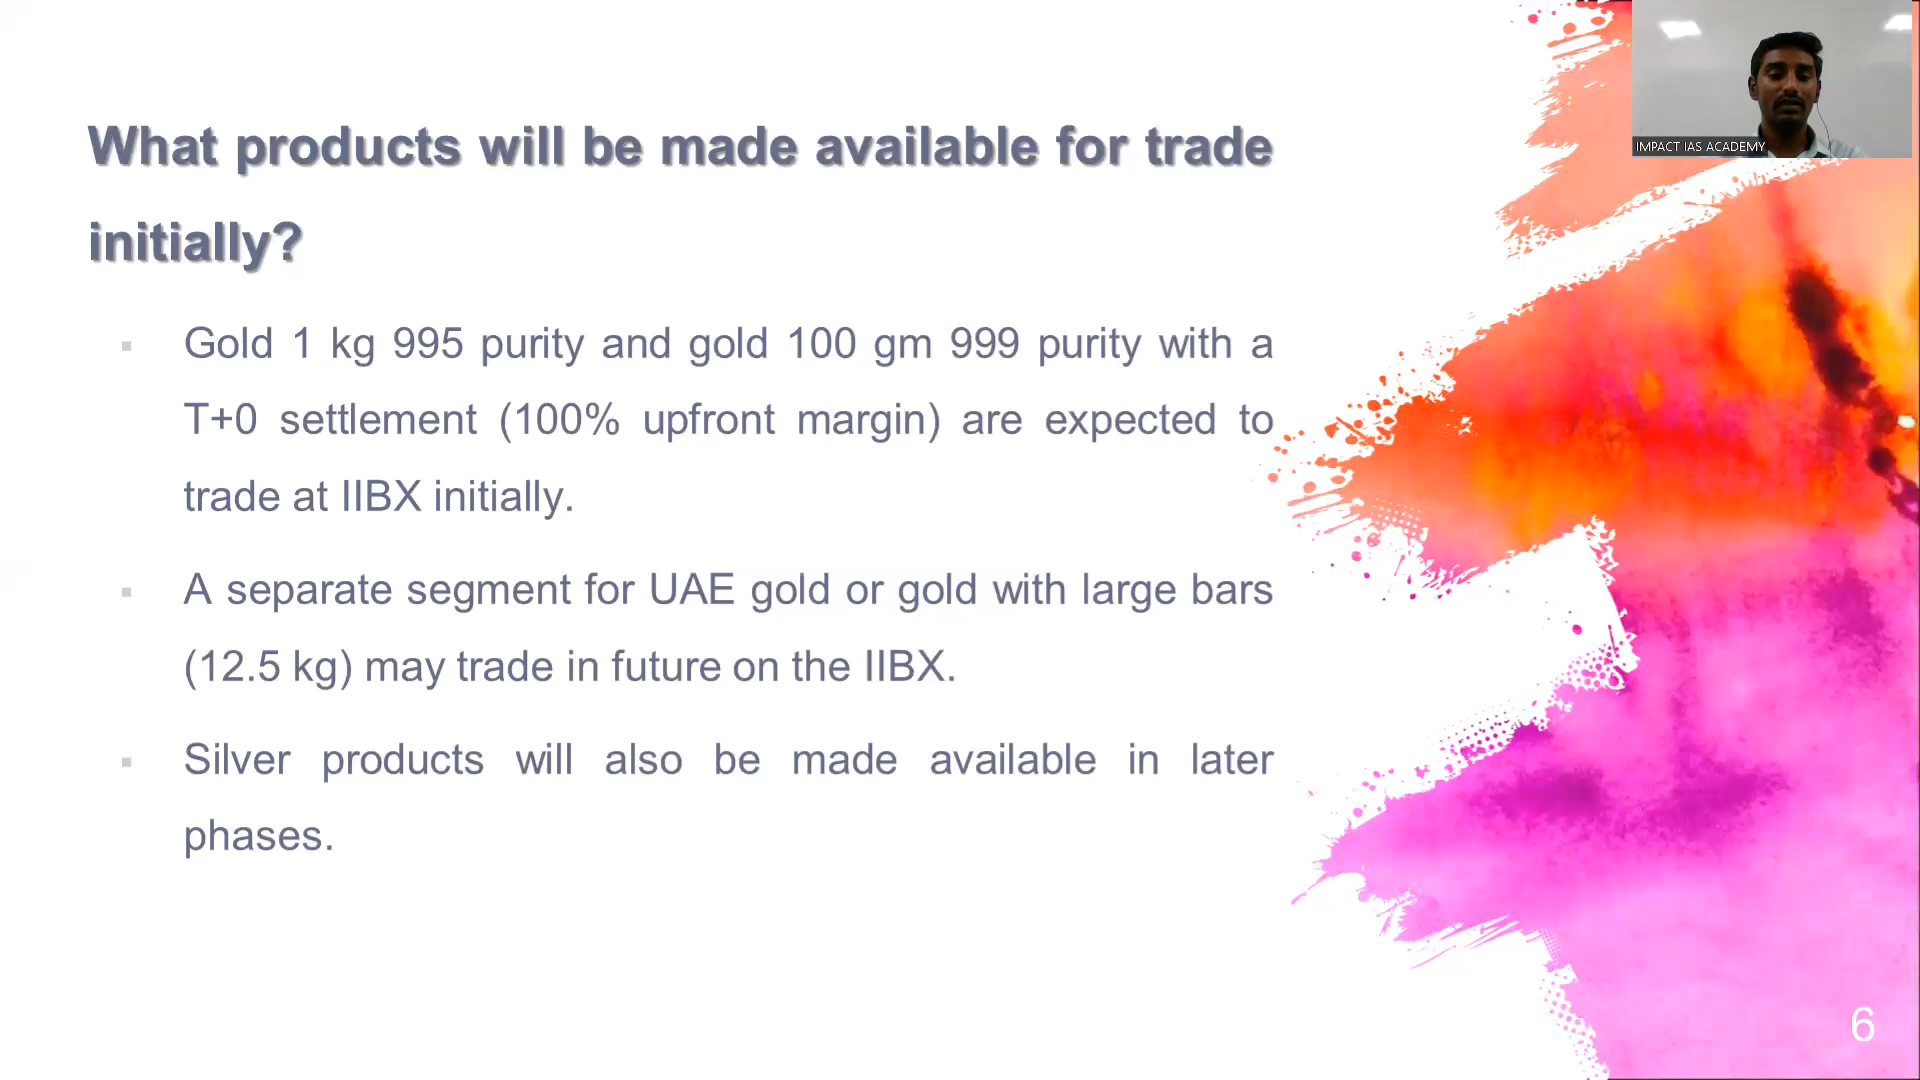 IMPACT IAS ACADEMY
What products will be made available for trade
initially?
▪ Gold 1 kg 995 purity and gold 100 gm 999 purity with a
T+0 settlement (100% upfront margin) are expected to
trade at IIBX initially.
▪ A separate segment for UAE gold or gold with large bars
(12.5 kg) may trade in future on the IIBX.
▪ Silver products will also be made available in later
phases.
6